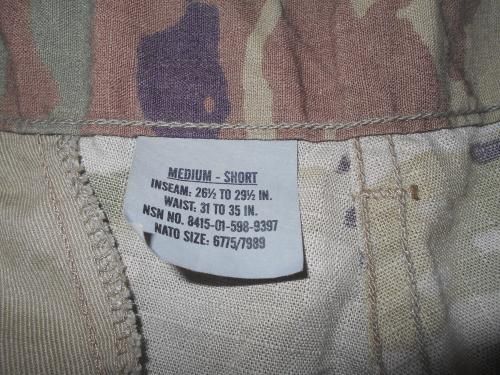 MEDIUM - SHORT
INSEAM: 26½ TO 29½ IN.
WAIST: 31 TO 35 IN.
NSN NO. 8415-01-598-9397
NATO SIZE: 6775/7989